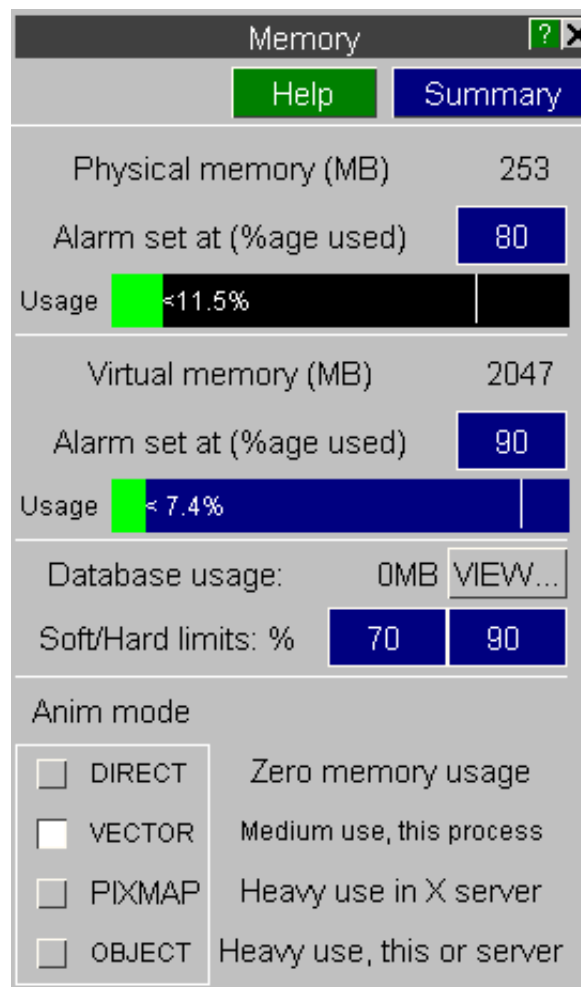 Memory ? X
Help Summary
Physical memory (MB) 253
Alarm set at (%age used) 80
Usage <11.5%
Virtual memory (MB) 2047
Alarm set at (%age used) 90
Usage < 7.4%
Database usage: 0MB VIEW...
Soft/Hard limits: % 70 90
Anim mode
DIRECT Zero memory usage
VECTOR Medium use, this process
PIXMAP Heavy use in X server
OBJECT Heavy use, this or server